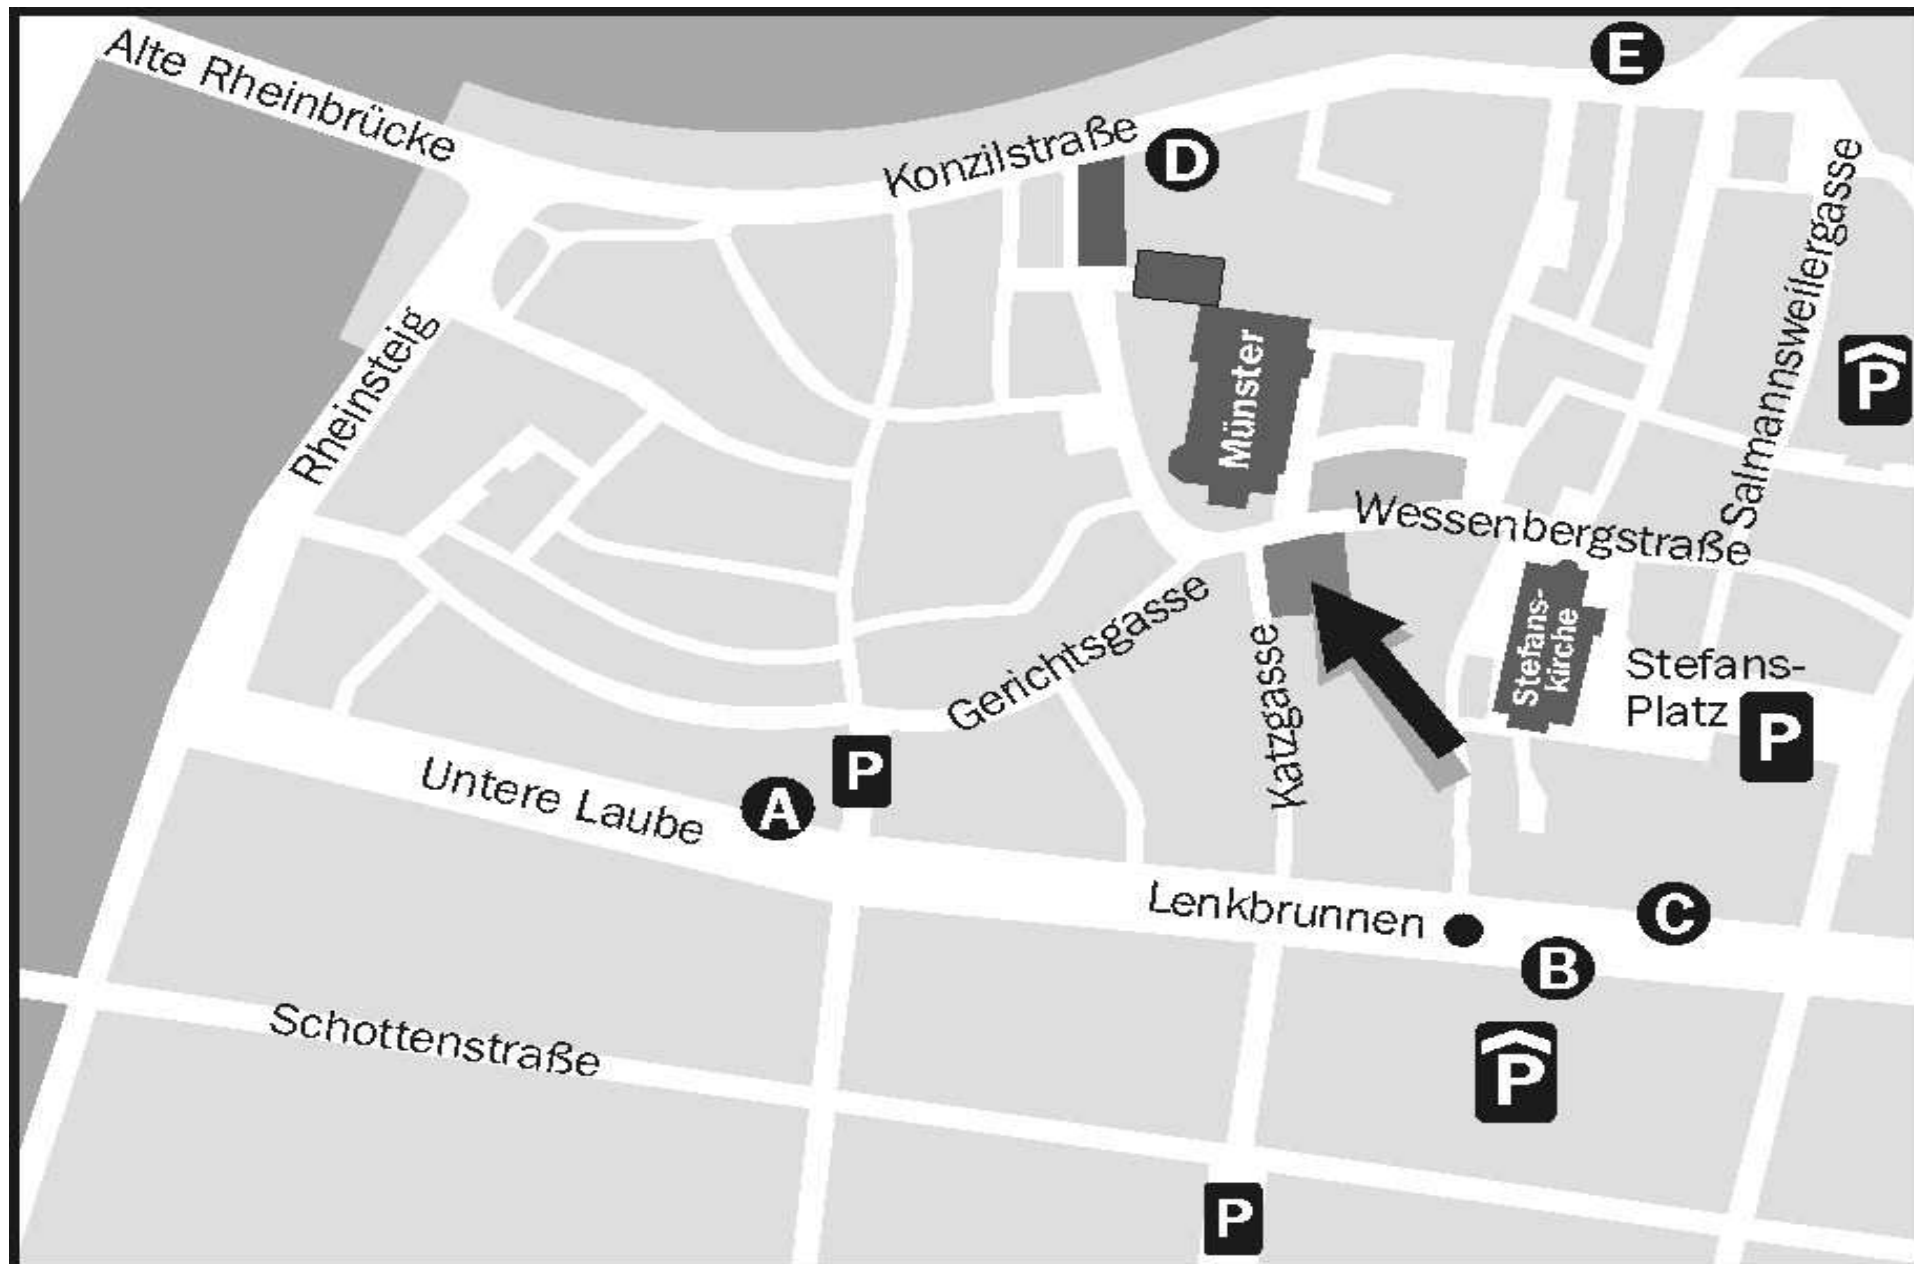 Alte Rheinbrücke
E
Konzilstraße
D
Salmannsweilergasse
Rheinsteig
Münster
P
Wessenbergstraße
Gerichtsgasse
Katzgasse
Stefans-
kirche
Stefans-
Platz
P
P
A
Untere Laube
Lenkbrunnen
C
B
Schottenstraße
P
P